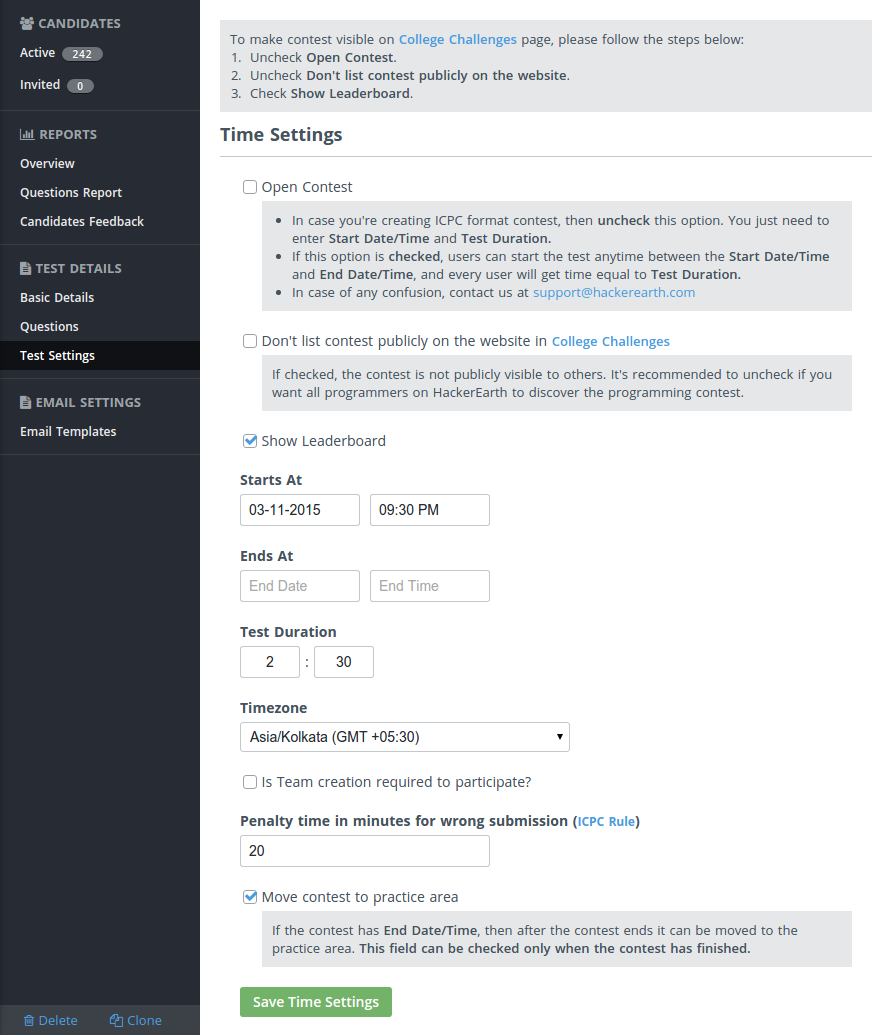 CANDIDATES
Active 242
Invited 0
REPORTS
Overview
Questions Report
Candidates Feedback
TEST DETAILS
Basic Details
Questions
Test Settings
EMAIL SETTINGS
Email Templates
Delete Clone
To make contest visible on College Challenges page, please follow the steps below:
1. Uncheck Open Contest.
2. Uncheck Don't list contest publicly on the website.
3. Check Show Leaderboard.
Time Settings
Open Contest
• In case you're creating ICPC format contest, then uncheck this option. You just need to
enter Start Date/Time and Test Duration.
• If this option is checked, users can start the test anytime between the Start Date/Time
and End Date/Time, and every user will get time equal to Test Duration.
• In case of any confusion, contact us at support@hackerearth.com
Don't list contest publicly on the website in College Challenges
If checked, the contest is not publicly visible to others. It's recommended to uncheck if you
want all programmers on HackerEarth to discover the programming contest.
Show Leaderboard
Starts At
03-11-2015 09:30 PM
Ends At
End Date End Time
Test Duration
2 : 30
Timezone
Asia/Kolkata (GMT +05:30)
Is Team creation required to participate?
Penalty time in minutes for wrong submission (ICPC Rule)
20
Move contest to practice area
If the contest has End Date/Time, then after the contest ends it can be moved to the
practice area. This field can be checked only when the contest has finished.
Save Time Settings